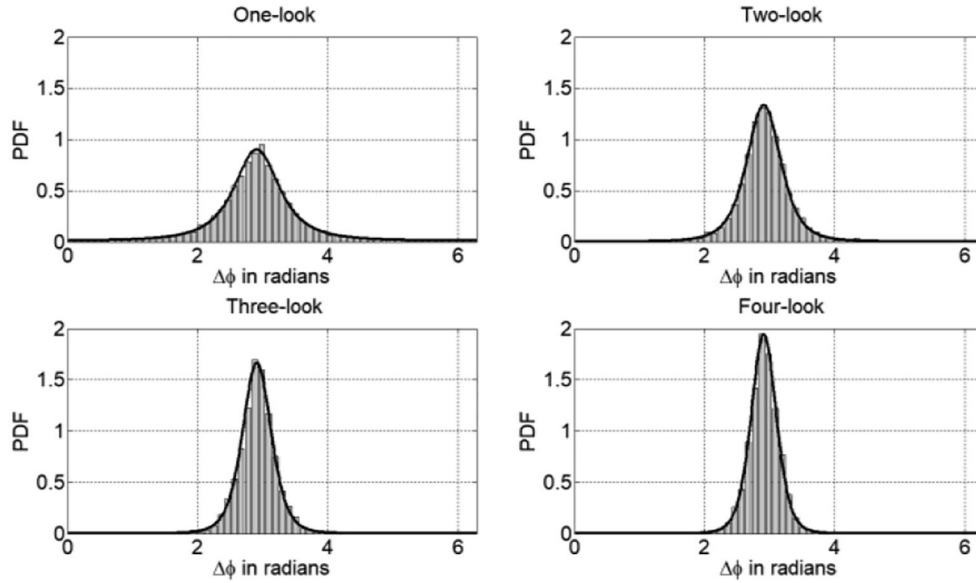 One-look
2
1.5
1
0.5
0
PDF
0 2 4 6
Δϕ in radians
Two-look
2
1.5
1
0.5
0
PDF
0 2 4 6
Δϕ in radians
Three-look
2
1.5
1
0.5
0
PDF
0 2 4 6
Δϕ in radians
Four-look
2
1.5
1
0.5
0
PDF
0 2 4 6
Δϕ in radians